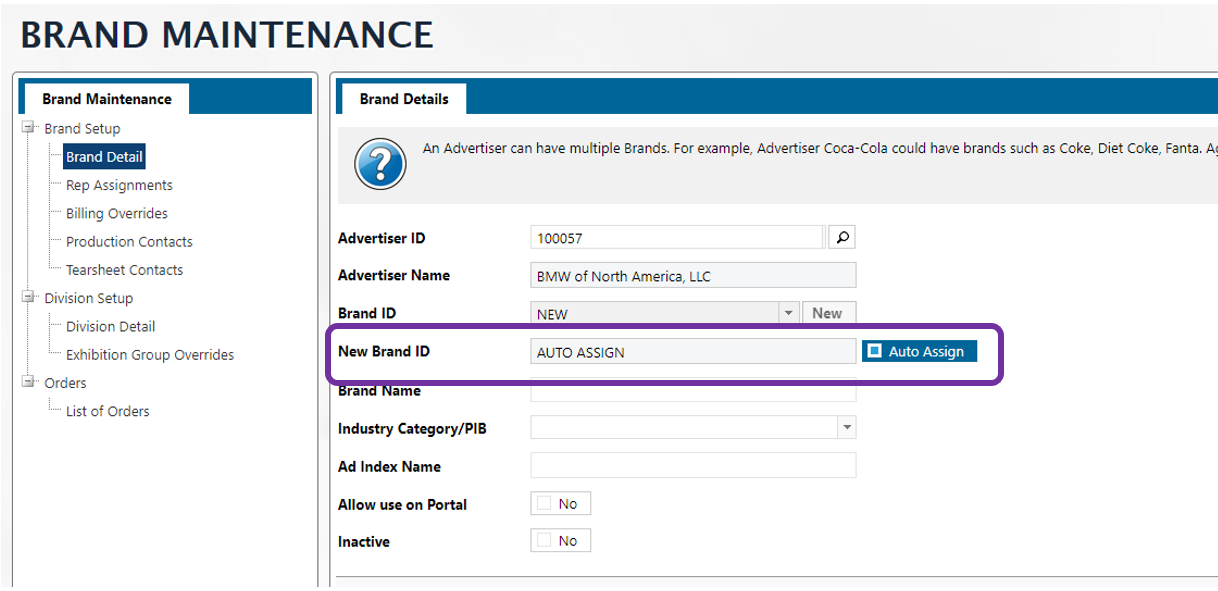 BRAND MAINTENANCE
Brand Maintenance
Brand Setup
Brand Detail
Rep Assignments
Billing Overrides
Production Contacts
Tearsheet Contacts
Division Setup
Division Detail
Exhibition Group Overrides
Orders
List of Orders
Brand Details
An Advertiser can have multiple Brands. For example, Advertiser Coca-Cola could have brands such as Coke, Diet Coke, Fanta.
Advertiser ID 100057
Advertiser Name BMW of North America, LLC
Brand ID NEW New
New Brand ID AUTO ASSIGN Auto Assign
Brand Name
Industry Category/PIB
Ad Index Name
Allow use on Portal No
Inactive No